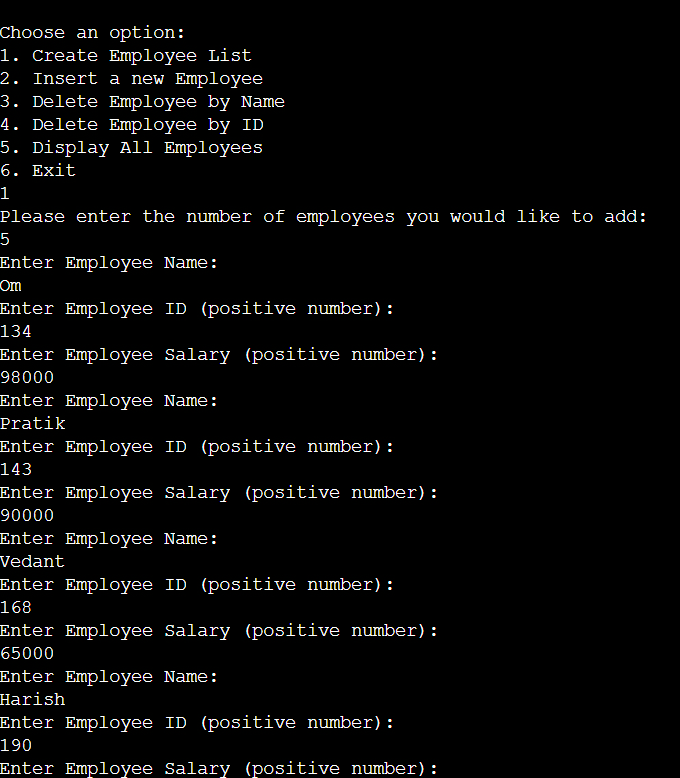 Choose an option:
1. Create Employee List
2. Insert a new Employee
3. Delete Employee by Name
4. Delete Employee by ID
5. Display All Employees
6. Exit
1
Please enter the number of employees you would like to add:
5
Enter Employee Name:
Om
Enter Employee ID (positive number):
134
Enter Employee Salary (positive number):
98000
Enter Employee Name:
Pratik
Enter Employee ID (positive number):
143
Enter Employee Salary (positive number):
90000
Enter Employee Name:
Vedant
Enter Employee ID (positive number):
168
Enter Employee Salary (positive number):
65000
Enter Employee Name:
Harish
Enter Employee ID (positive number):
190
Enter Employee Salary (positive number):